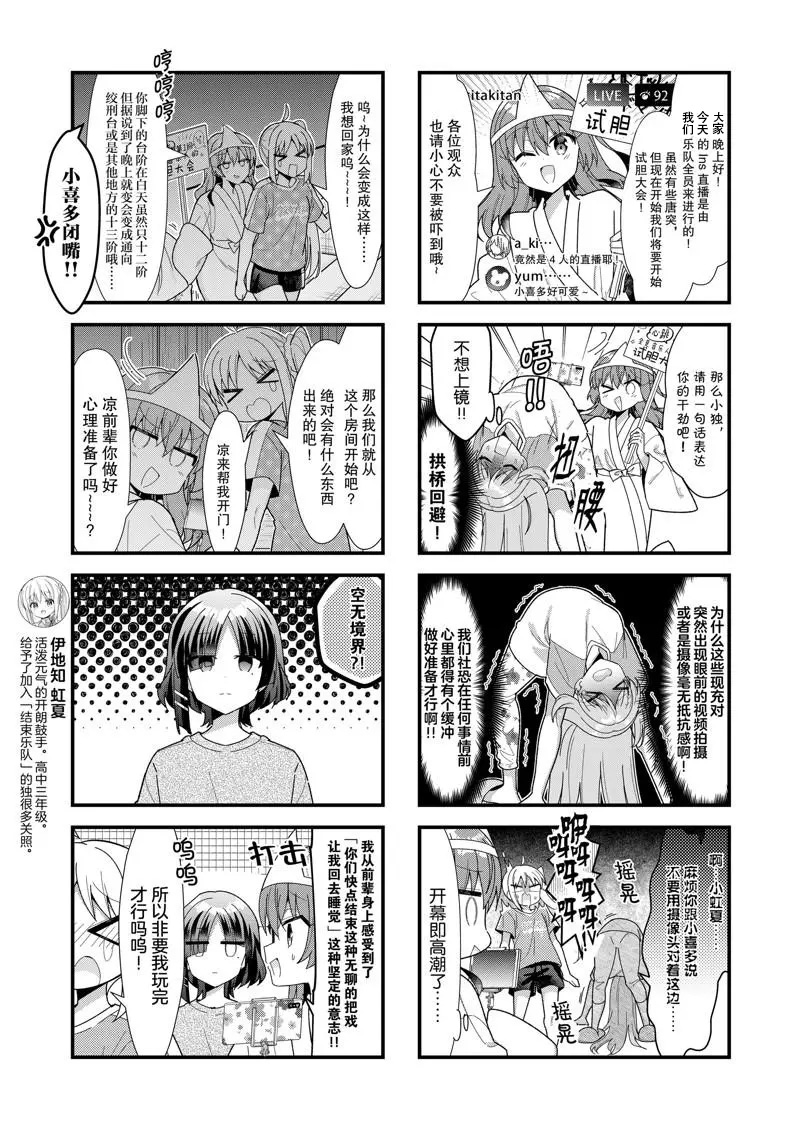 itakitan
LIVE 92
试胆
大家 晚上好！
今天的 Ins 直播是由
我们乐队全员来进行的！
虽然有些唐突，
但现在开始我们将要开始
试胆大会！
各位观众
也请小心不要被
吓到哦~
a_ki…
竟然是 4 人的直播耶！
yum……
小喜多好可爱~
心跳
试胆大
那么小独，
请用一句话表达
你的干劲吧！
唔!!
不想上镜!!
扭
腰
拱桥回避！
为什么这些现充对
突然出现眼前的视频拍摄
或者是摄像毫无抵抗感啊！
我们社恐在任何事情前
心里都得有个缓冲
做好准备才行啊!!!
啊…小虹夏…
麻烦你跟小喜多说
不要用摄像头对着这边……
摇晃
咿呀呀呀呀呀呀!!
摇晃
开幕即高潮了……
呜~为什么会变成这样……
我想回家呜~~~！
哼哼哼
试胆大会
你脚下的台阶在白天虽然只十二阶
但据说到了晚上就变会变成通向
绞刑台或是其他地方的十三阶哦……
小喜多闭嘴!!
那么我们就从
这个房间开始吧？
绝对会有什么东西
出来的吧！
凉来帮我开门！
凉前辈你做好
心理准备了吗~~~？
空无境界?!
我从前辈身上感受到了
「你们快点结束这种无聊的把戏
让我回去睡觉」这种坚定的意志!!
打击
呜呜
所以非要我玩完
才行吗呜！
伊地知 虹夏
活泼元气的开朗鼓手。高中三年级。
给予了加入「结束乐队」的独很多关照。